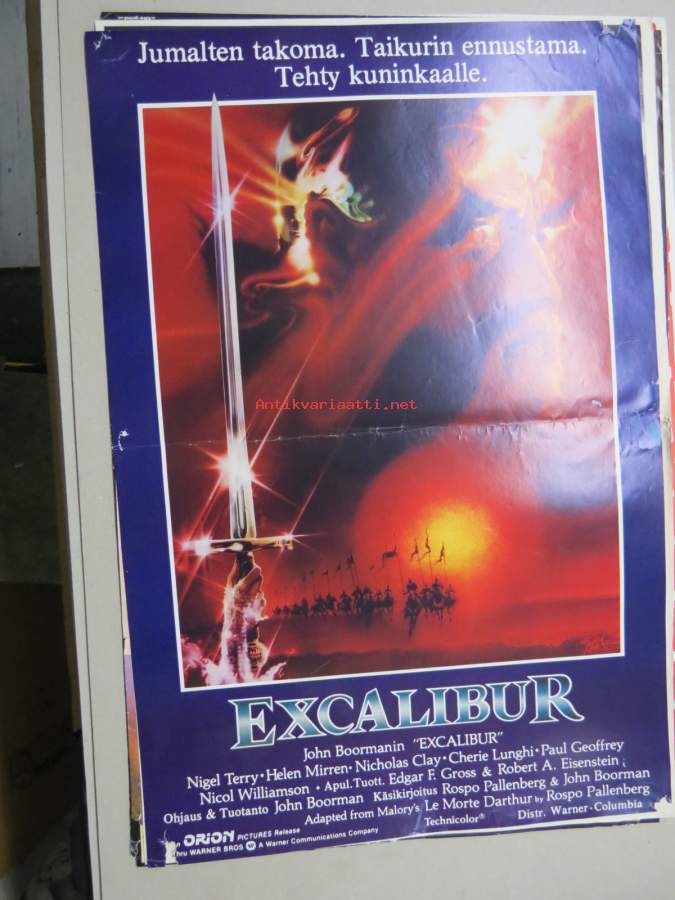 Jumalten takoma. Taikurin ennustama.
Tehty kuninkaalle.
Antikvariaatti.net
EXCALIBUR
John Boormanin "EXCALIBUR"
Nigel Terry • Helen Mirren • Nicholas Clay • Cherie Lunghi • Paul Geoffrey
Nicol Williamson • Apul. Tuott. Edgar F. Gross & Robert A. Eisenstein
Ohjaus ja Tuotanto John Boorman Käsikirjoitus Rospo Pallenberg & John Boorman
Adapted from Malory's Le Morte Darthur by Rospo Pallenberg
Technicolor® Distr. Warner-Columbia
ORION PICTURES Release
thru WARNER BROS A Warner Communications Company